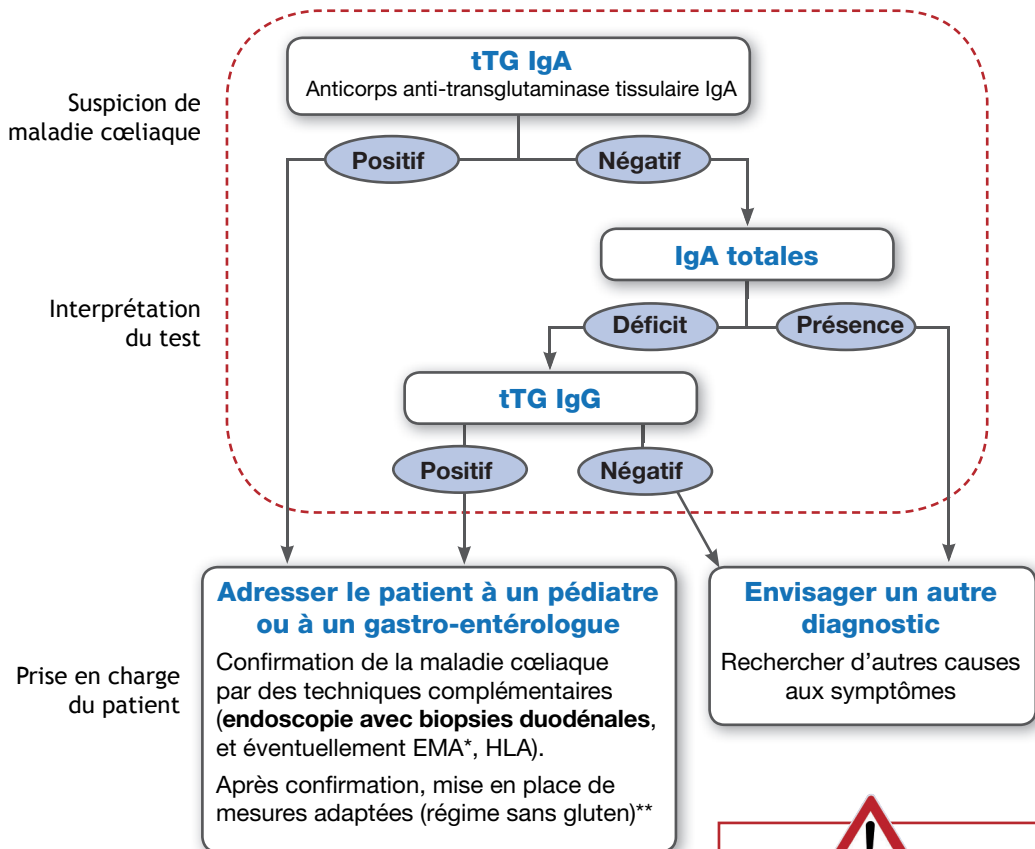 tTG IgA
Anticorps anti-transglutaminase tissulaire IgA
Suspicion de
maladie cœliaque
Positif
Négatif
IgA totales
Interprétation
du test
Déficit
Présence
tTG IgG
Positif
Négatif
Adresser le patient à un pédiatre
ou à un gastro-entérologue
Confirmation de la maladie cœliaque
par des techniques complémentaires
(endoscopie avec biopsies duodénales,
et éventuellement EMA*, HLA).
Après confirmation, mise en place de
mesures adaptées (régime sans gluten)**
Envisager un autre
diagnostic
Rechercher d’autres causes
aux symptômes
Prise en charge
du patient
!